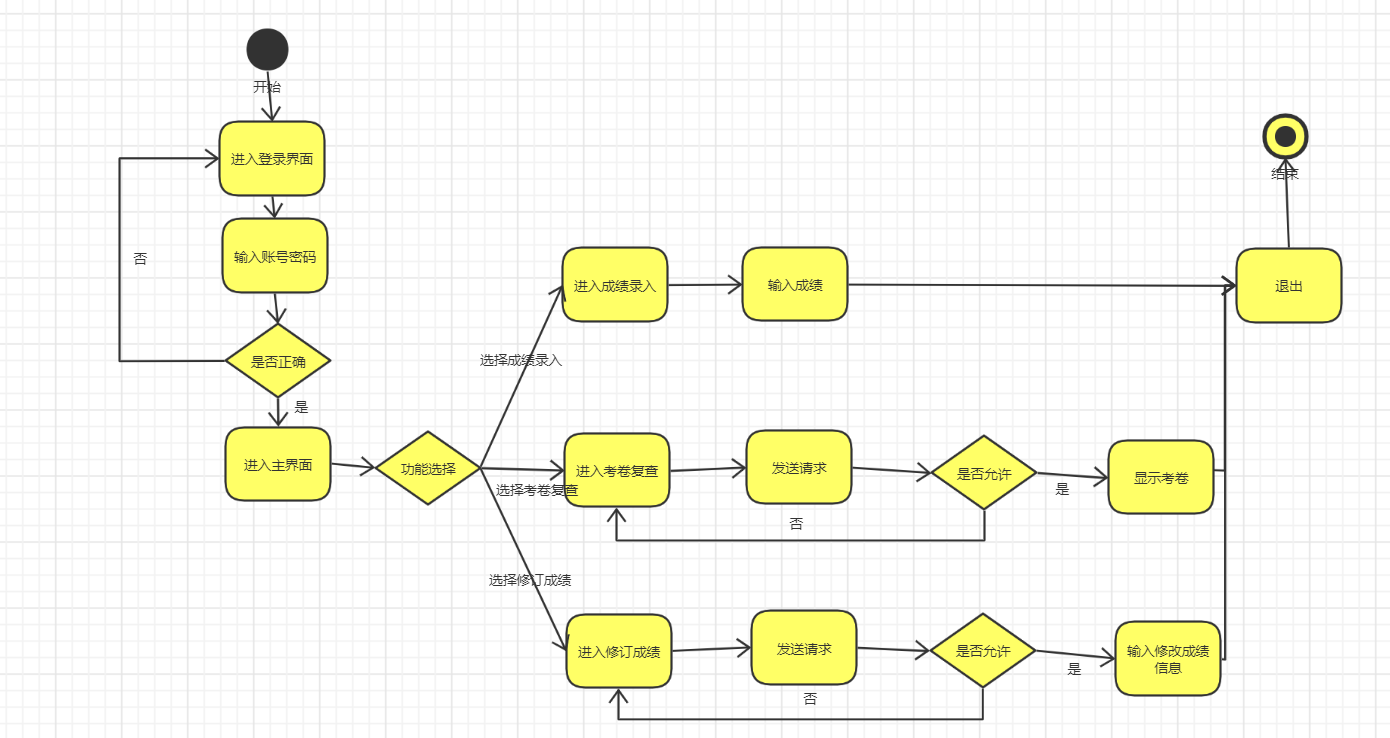 开始
进入登录界面
否
输入账号密码
是否正确
是
进入主界面
功能选择
选择成绩录入
进入成绩录入
输入成绩
退出
结束
选择考卷复查
进入考卷复查
发送请求
是否允许
是
显示考卷
否
选择修订成绩
进入修订成绩
发送请求
是否允许
是
输入修改成绩
信息
否